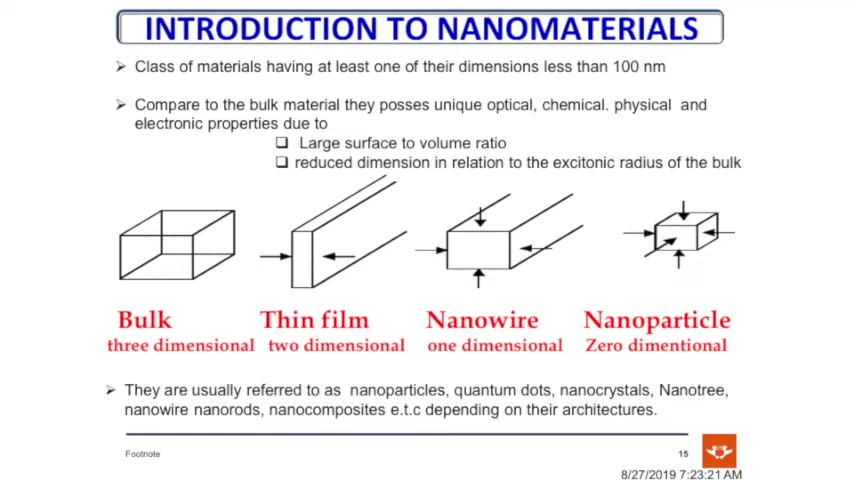 INTRODUCTION TO NANOMATERIALS
➢ Class of materials having at least one of their dimensions less than 100 nm
➢ Compare to the bulk material they posses unique optical, chemical. physical and
electronic properties due to
❑ Large surface to volume ratio
❑ reduced dimension in relation to the excitonic radius of the bulk
Bulk Thin film Nanowire Nanoparticle
three dimensional two dimensional one dimensional Zero dimentional
➢ They are usually referred to as nanoparticles, quantum dots, nanocrystals, Nanotree,
nanowire nanorods, nanocomposites e.t.c depending on their architectures.
Footnote 15
8/27/2019 7:23:21 AM